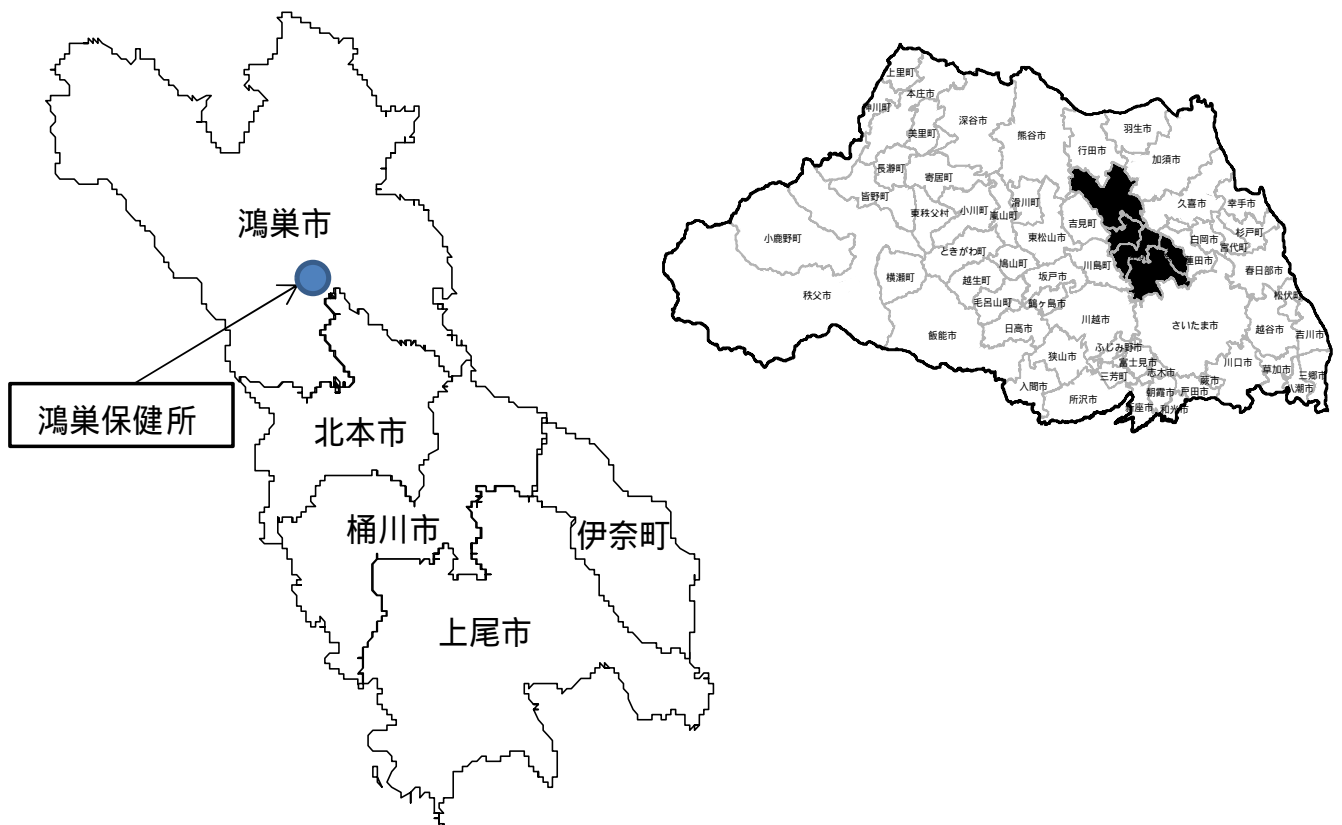 鴻巣市
鴻巣保健所
北本市
桶川市
伊奈町
上尾市
上里町
本庄市
神川町
美里町
深谷市
熊谷市
行田市
羽生市
加須市
長瀞町
寄居町
皆野町
東秩父村
小川町
嵐山町
滑川町
吉見町
久喜市
幸手市
小鹿野町
ときがわ町
東松山市
白岡市
杉戸町
宮代町
蓮田市
横瀬町
鳩山町
川島町
春日部市
秩父市
越生町
坂戸市
毛呂山町
鶴ヶ島市
松伏町
飯能市
日高市
川越市
さいたま市
越谷市
吉川市
狭山市
ふじみ野市
富士見市
三芳町
志木市
川口市
草加市
三郷市
入間市
所沢市
朝霞市
戸田市
蕨市
八潮市
新座市
和光市